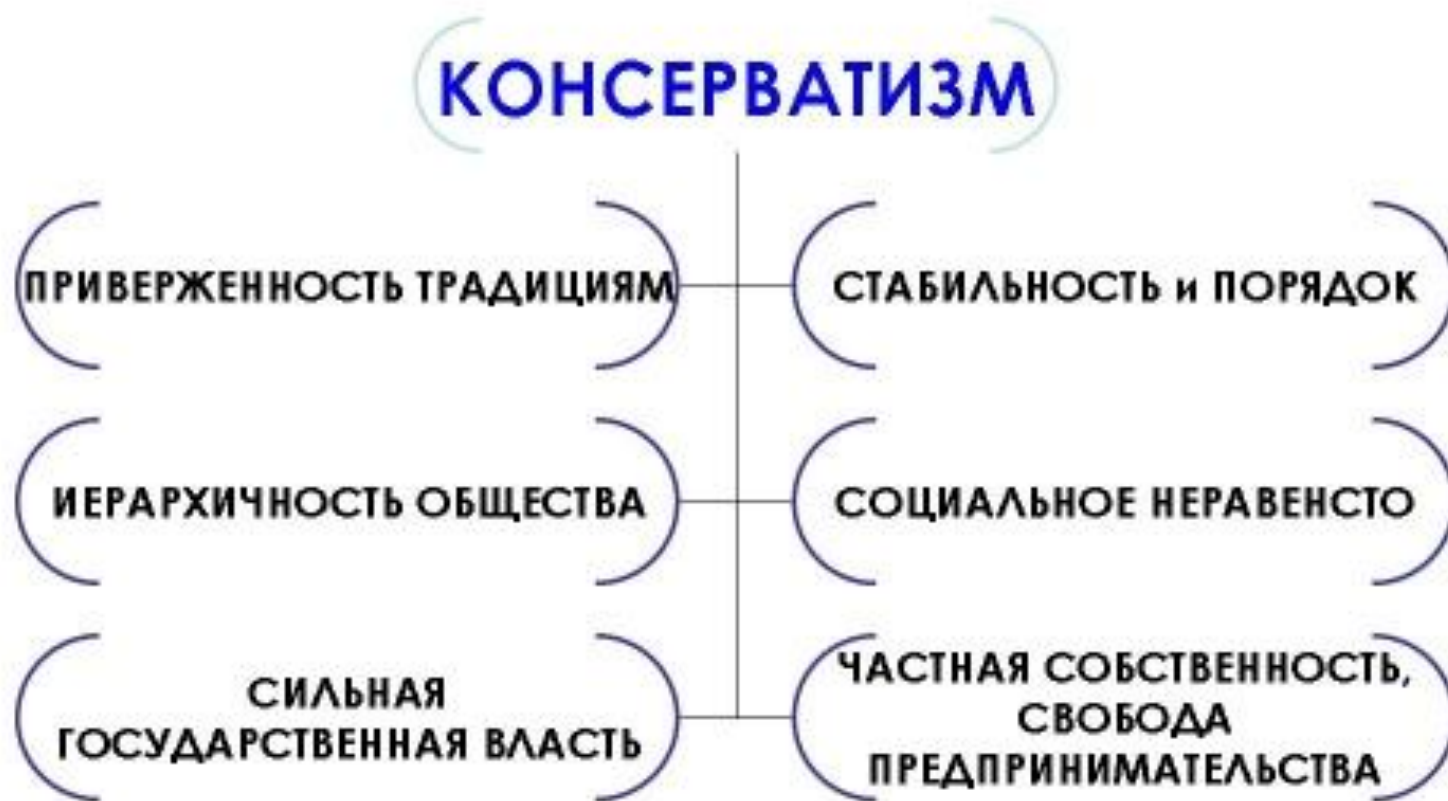 КОНСЕРВАТИЗМ
ПРИВЕРЖЕННОСТЬ ТРАДИЦИЯМ
СТАБИЛЬНОСТЬ и ПОРЯДОК
ИЕРАРХИЧНОСТЬ ОБЩЕСТВА
СОЦИАЛЬНОЕ НЕРАВЕНСТО
СИЛЬНАЯ
ГОСУДАРСТВЕННАЯ ВЛАСТЬ
ЧАСТНАЯ СОБСТВЕННОСТЬ,
СВОБОДА
ПРЕДПРИНИМАТЕЛЬСТВА